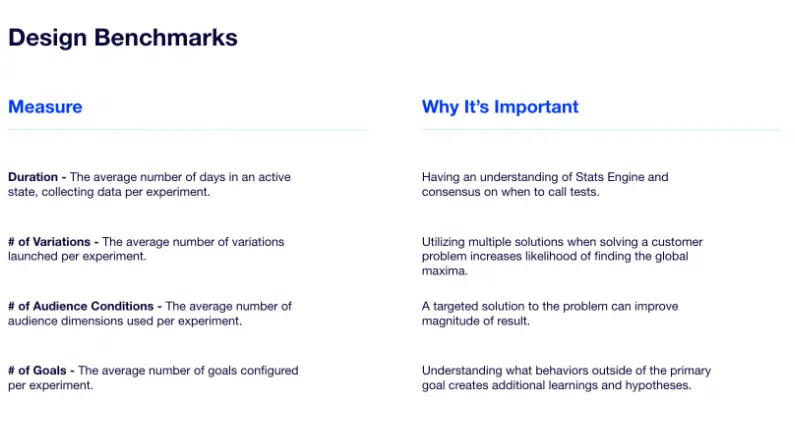 Design Benchmarks
Measure
Why It's Important
Duration - The average number of days in an active
state, collecting data per experiment.
Having an understanding of Stats Engine and
consensus on when to call tests.
# of Variations - The average number of variations
launched per experiment.
Utilizing multiple solutions when solving a customer
problem increases likelihood of finding the global
maxima.
# of Audience Conditions - The average number of
audience dimensions used per experiment.
A targeted solution to the problem can improve
magnitude of result.
# of Goals - The average number of goals configured
per experiment.
Understanding what behaviors outside of the primary
goal creates additional learnings and hypotheses.